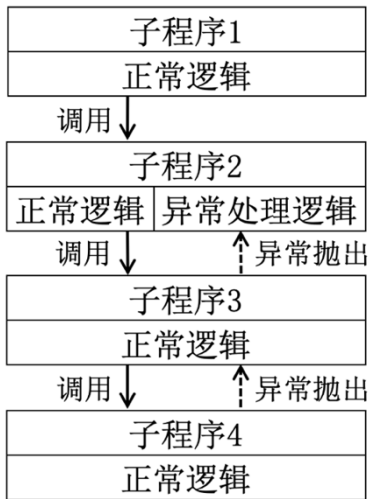 子程序1
正常逻辑
调用
子程序2
正常逻辑 异常处理逻辑
调用 异常抛出
子程序3
正常逻辑
调用 异常抛出
子程序4
正常逻辑